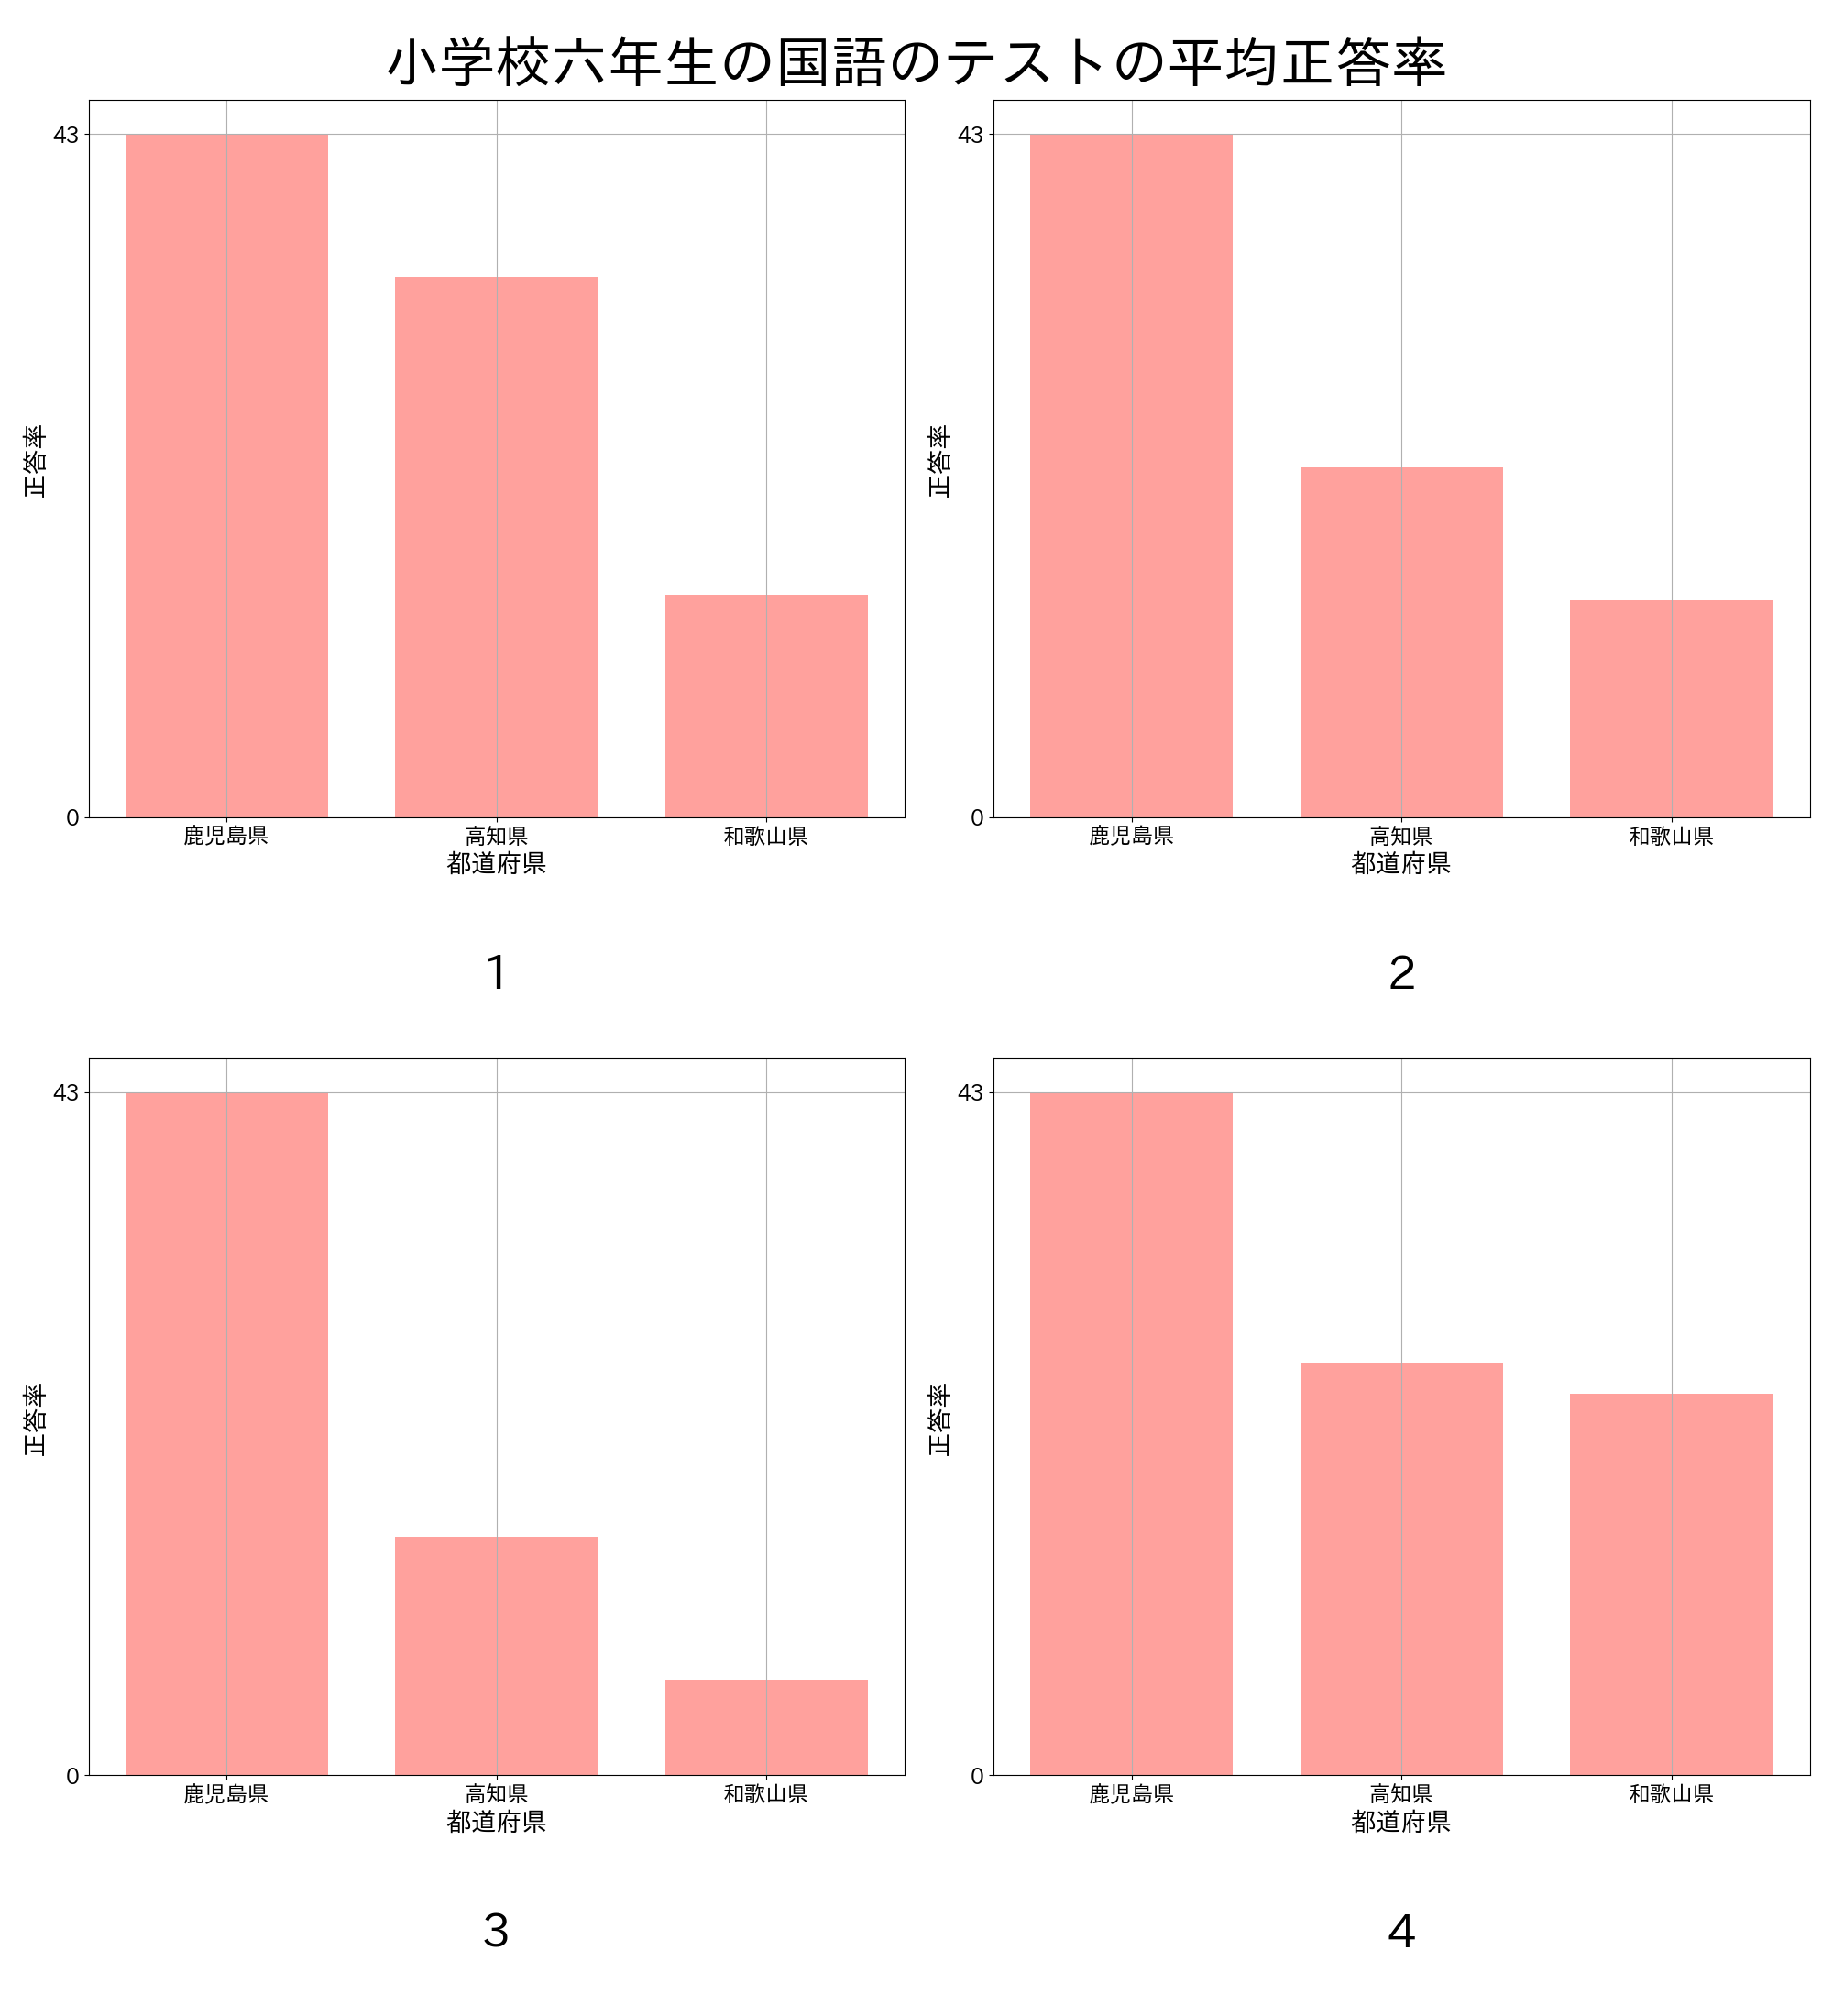 小学校六年生の国語のテストの平均正答率
43
0
正答率
鹿児島県 高知県 和歌山県
都道府県
1
43
0
正答率
鹿児島県 高知県 和歌山県
都道府県
2
43
0
正答率
鹿児島県 高知県 和歌山県
都道府県
3
43
0
正答率
鹿児島県 高知県 和歌山県
都道府県
4